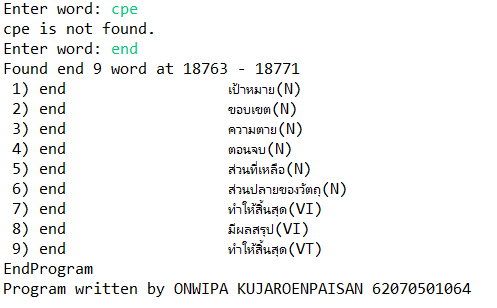 Enter word: cpe
cpe is not found.
Enter word: end
Found end 9 word at 18763 - 18771
1) end เป้าหมาย(N)
2) end ขอบเขต(N)
3) end ความตาย(N)
4) end ตอนจบ(N)
5) end ส่วนที่เหลือ(N)
6) end ส่วนปลายของวัตถุ(N)
7) end ทำให้สิ้นสุด(VI)
8) end มีผลสรุป(VI)
9) end ทำให้สิ้นสุด(VT)
EndProgram
Program written by ONWIPA KUJAROENPAISAN 62070501064